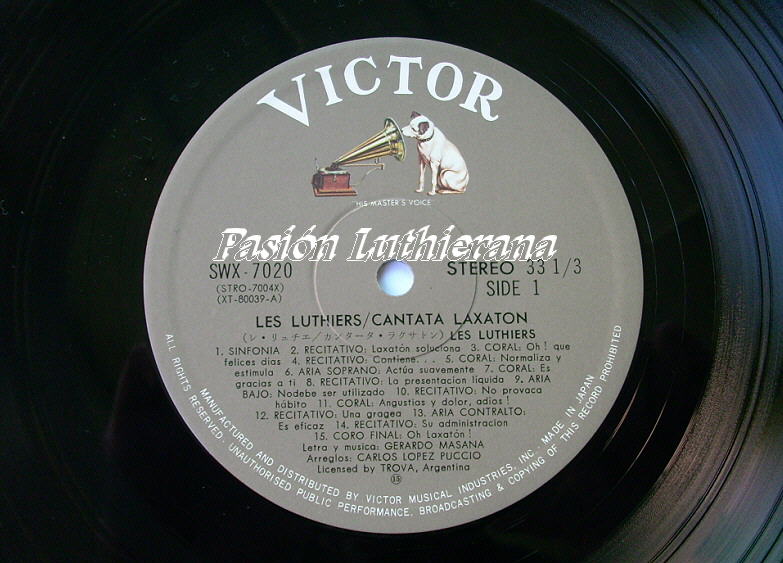 VICTOR
"HIS MASTER'S VOICE"
Pasión Luthierana
SWX-7020
(STRO-7004X)
(XT-80039-A)
STEREO 33 1/3
SIDE 1
LES LUTHIERS/CANTATA LAXATON
(レ・リュチエ/カンタータ・ラクサトン) LES LUTHIERS
1. SINFONIA 2. RECITATIVO: Laxatón soluciona 3. CORAL: Oh! que
felices dias 4. RECITATIVO: Contiene... 5. CORAL: Normaliza y
estimula 6. ARIA SOPRANO: Actúa suavemente 7. CORAL: Es
gracias a ti 8. RECITATIVO: La presentacion líquida 9. ARIA
BAJO: Nodebe ser utilizado 10. RECITATIVO: No provaca
hábito 11. CORAL: Angustias y dolor, adios!
12. RECITATIVO: Una gragea 13. ARIA CONTRALTO:
Es eficaz 14. RECITATIVO: Su administracion
15. CORO FINAL: Oh Laxatón!
Letra y musica: GERARDO MASANA
Arreglos: CARLOS LOPEZ PUCCIO
Licensed by TROVA, Argentina
⑮
ALL RIGHTS RESERVED. UNAUTHORISED PUBLIC PERFORMANCE. BROADCASTING & COPYING OF THIS RECORD PROHIBITED
MANUFACTURED AND DISTRIBUTED BY VICTOR MUSICAL INDUSTRIES, INC. MADE IN JAPAN